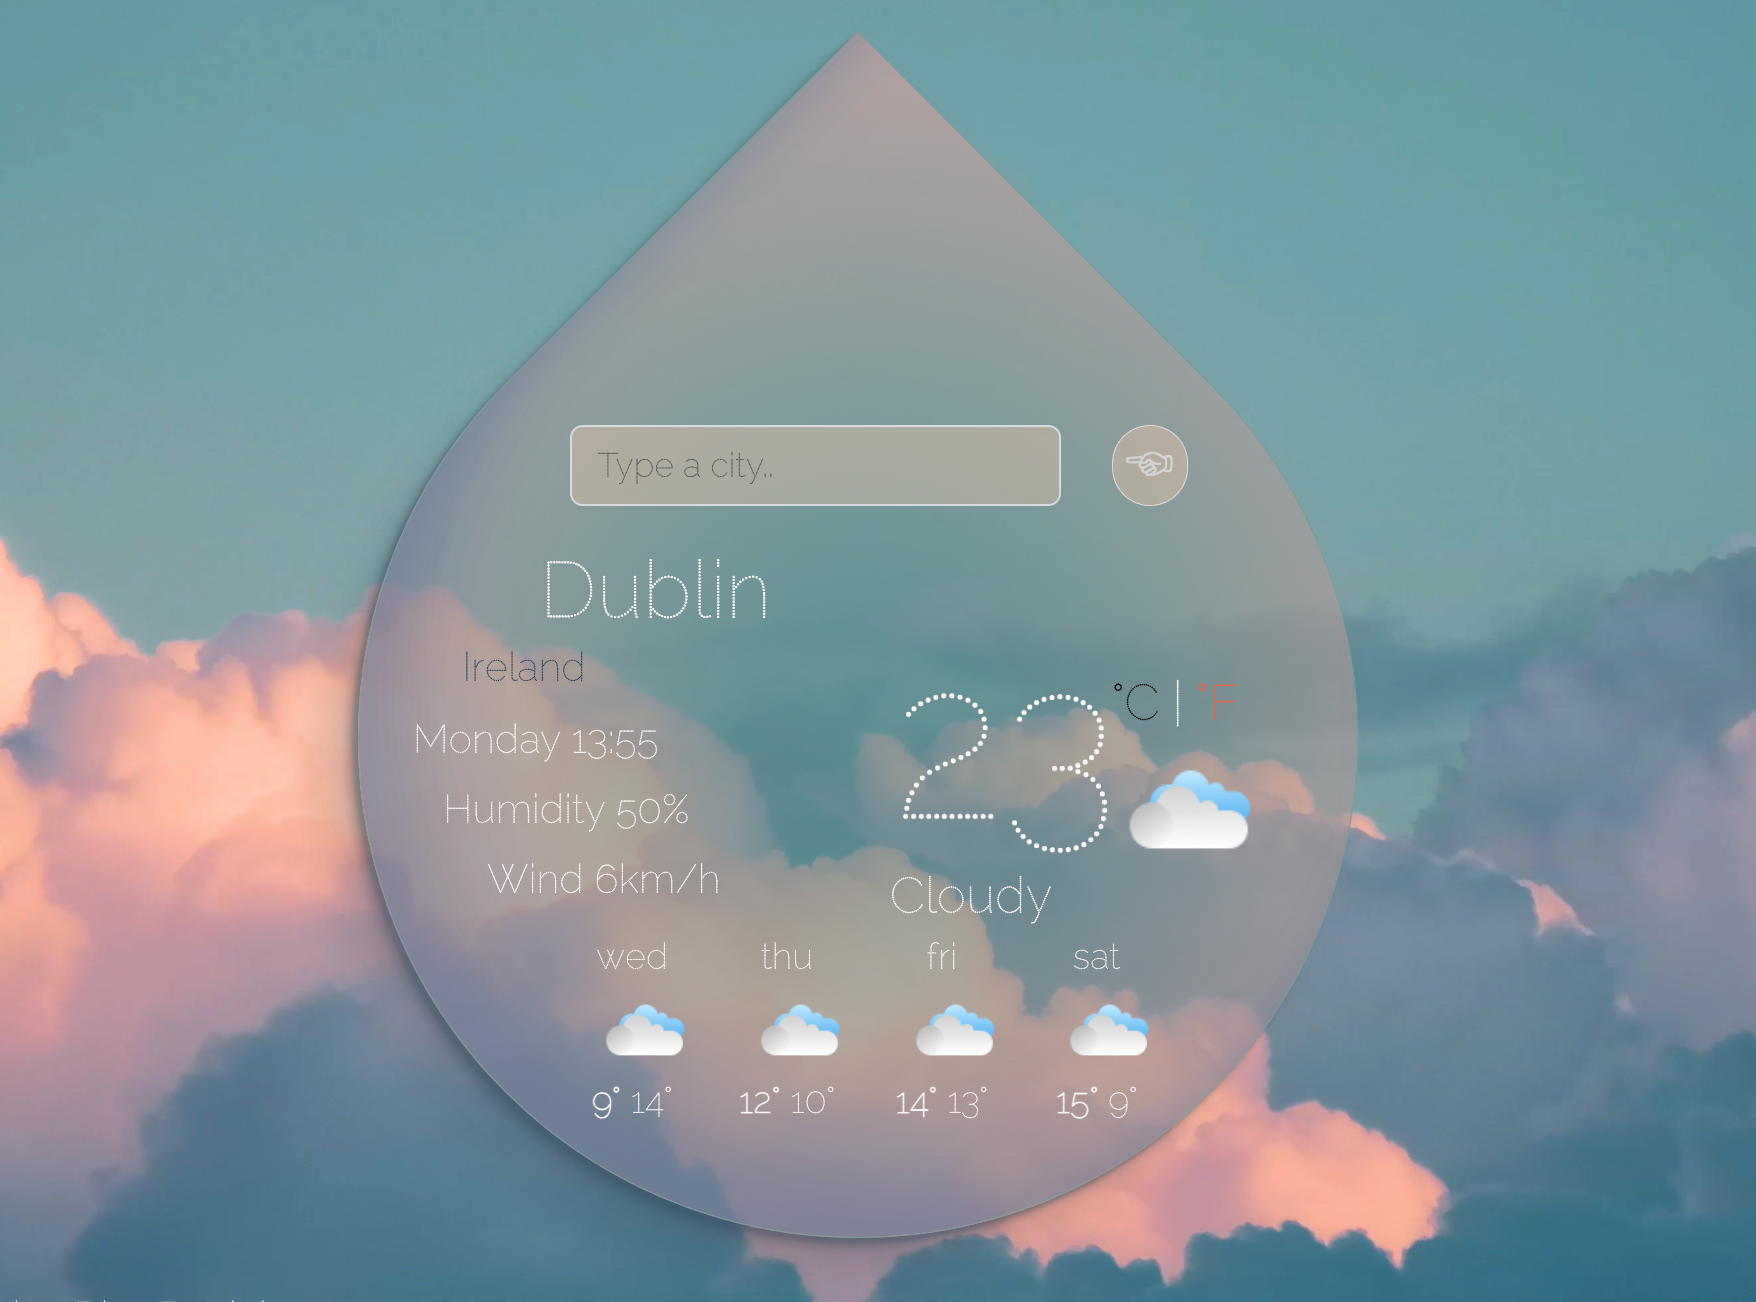 Type a city..
Dublin
Ireland
°C | °F
Monday 13:55
23
Humidity 50%
Wind 6km/h
Cloudy
wed thu fri sat
9° 14° 12° 10° 14° 13° 15° 9°